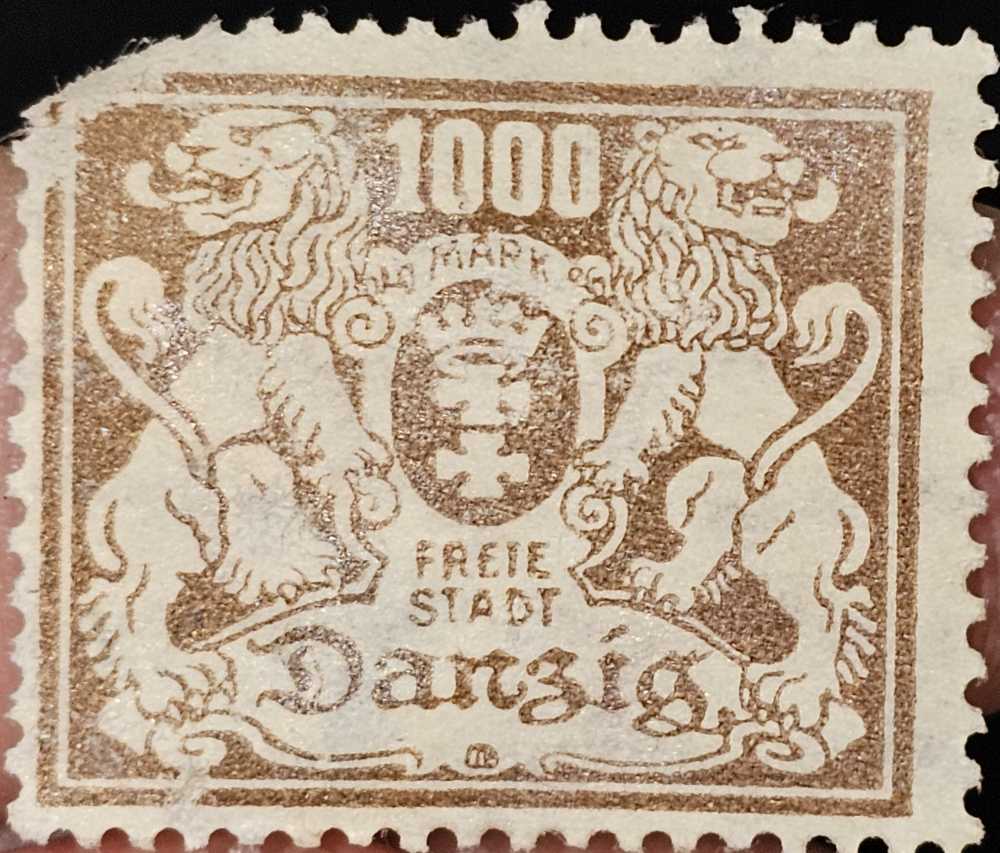 1000
MARK
FREIE
STADT
Danzig